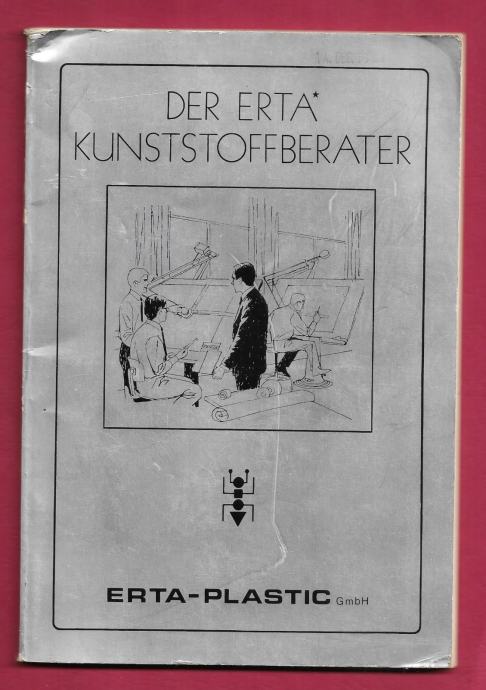 DER ERTA*
KUNSTSTOFFBERATER
ERTA-PLASTIC GmbH